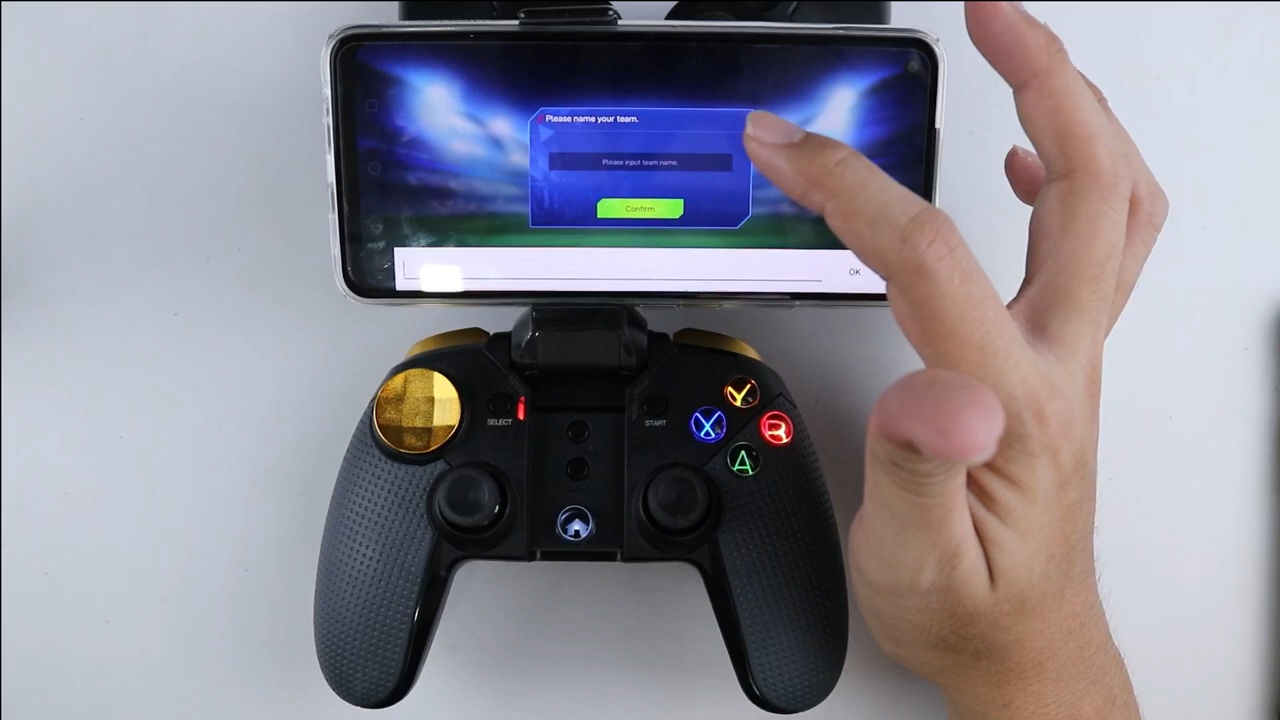 Please name your team.
Please input team name.
Confirm
OK
SELECT
START
Y
X
B
A